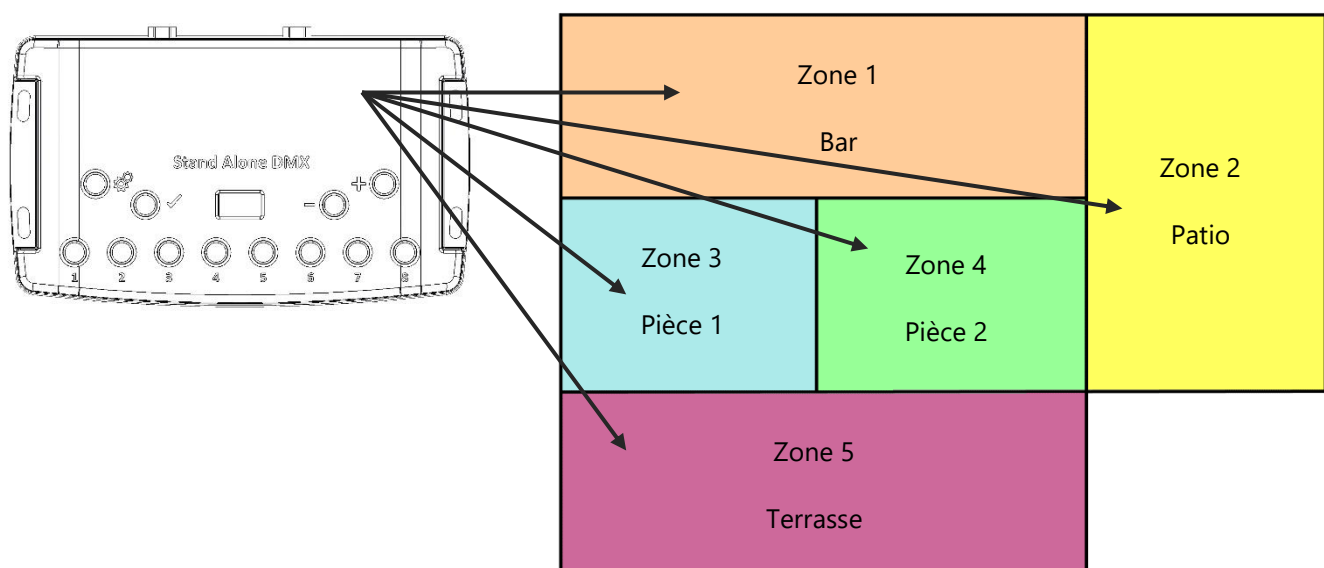 Stand Alone DMX
- +
1 2 3 4 5 6 7 8
Zone 1
Bar
Zone 2
Patio
Zone 3
Pièce 1
Zone 4
Pièce 2
Zone 5
Terrasse